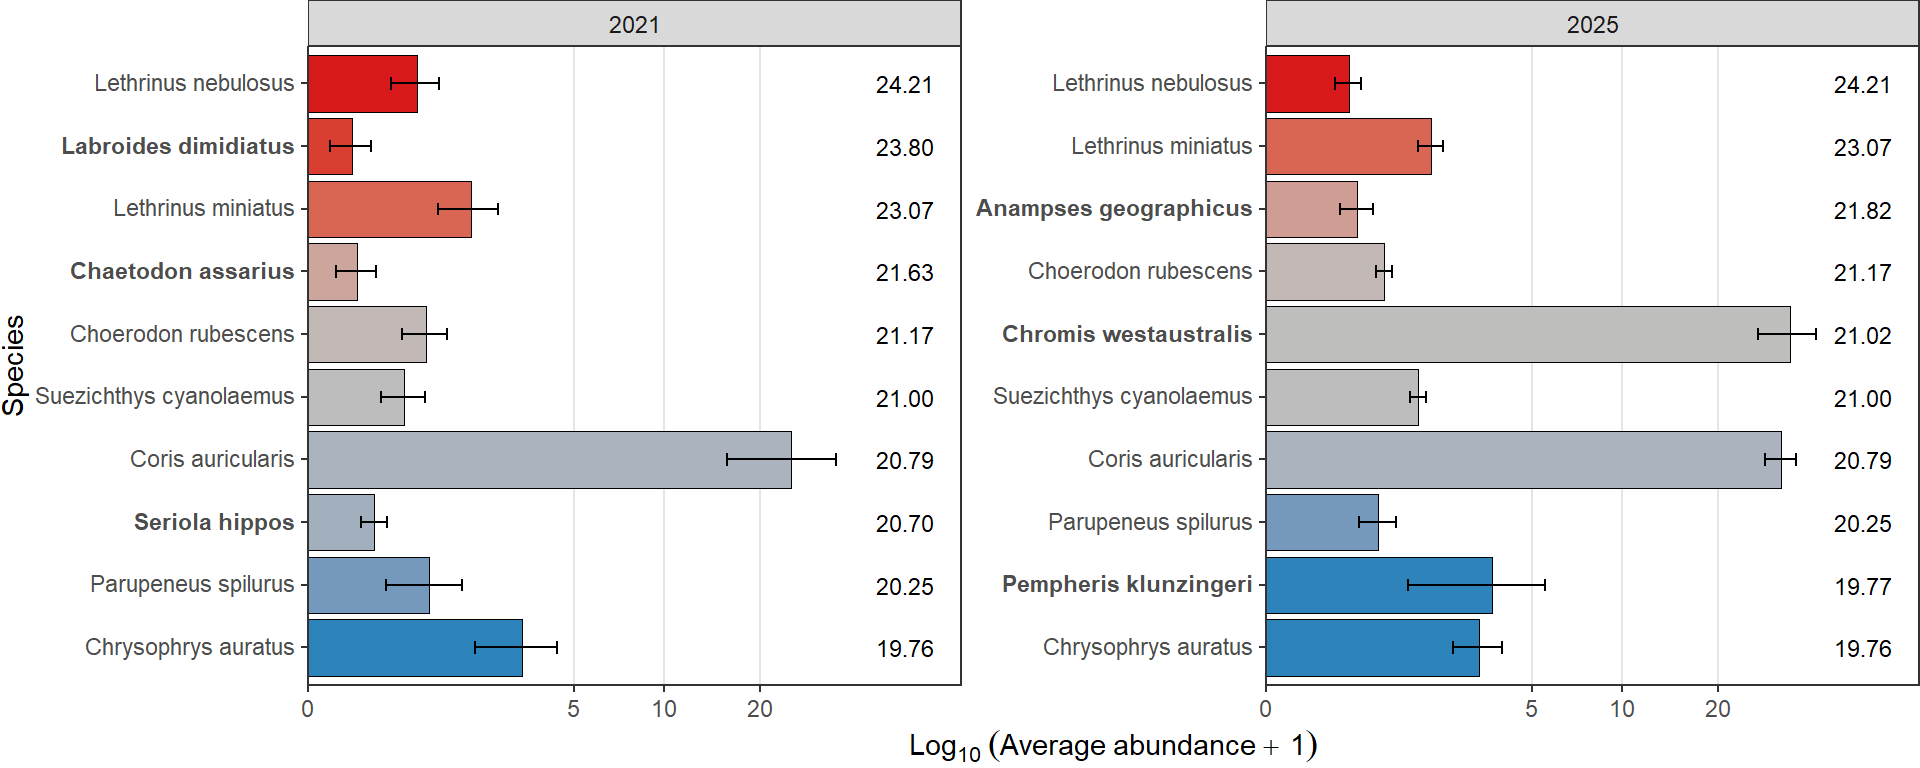 2021
2025
Species
Lethrinus nebulosus
24.21
Labroides dimidiatus
23.80
Lethrinus miniatus
23.07
Chaetodon assarius
21.63
Choerodon rubescens
21.17
Suezichthys cyanolaemus
21.00
Coris auricularis
20.79
Seriola hippos
20.70
Parupeneus spilurus
20.25
Chrysophrys auratus
19.76
0 5 10 20
Lethrinus nebulosus
24.21
Lethrinus miniatus
23.07
Anampses geographicus
21.82
Choerodon rubescens
21.17
Chromis westaustralis
21.02
Suezichthys cyanolaemus
21.00
Coris auricularis
20.79
Parupeneus spilurus
20.25
Pempheris klunzingeri
19.77
Chrysophrys auratus
19.76
0 5 10 20
Log₁₀ (Average abundance + 1)